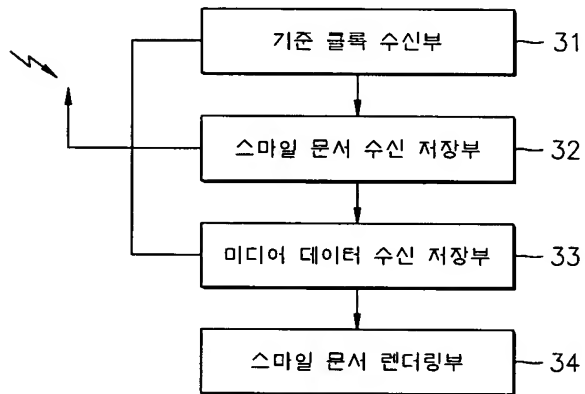 기준 클록 수신부
31
스마일 문서 수신 저장부
32
미디어 데이터 수신 저장부
33
스마일 문서 렌더링부
34